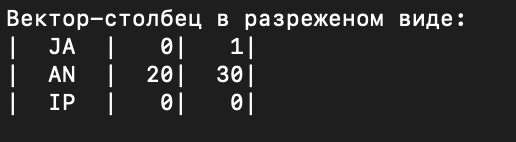 Вектор-столбец в разреженом виде:
|  JA  |   0|   1|
|  AN  |  20|  30|
|  IP  |   0|   0|